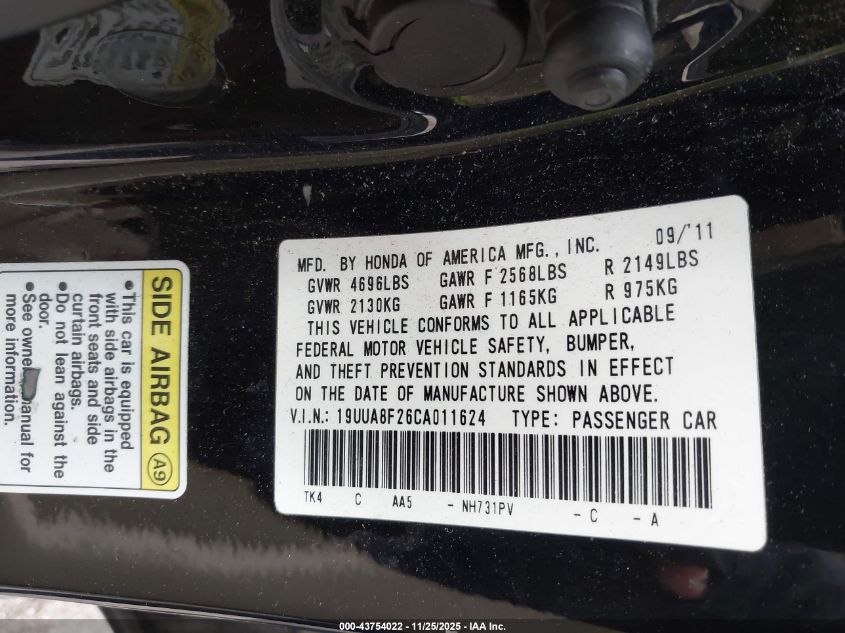 09/'11
MFD. BY HONDA OF AMERICA MFG., INC.
GVWR 4696LBS GAWR F 2568LBS R 2149LBS
GVWR 2130KG GAWR F 1165KG R 975KG
THIS VEHICLE CONFORMS TO ALL APPLICABLE
FEDERAL MOTOR VEHICLE SAFETY, BUMPER,
AND THEFT PREVENTION STANDARDS IN EFFECT
ON THE DATE OF MANUFACTURE SHOWN ABOVE.
V.I.N.: 19UUA8F26CA011624 TYPE: PASSENGER CAR
TK4 C AA5 - NH731PV - C - A
SIDE AIRBAG A9
• This car is equipped
with side airbags in the
front seats and side
curtain airbags.
• Do not lean against the
door.
• See owner anual for
more information.
000-43754022 - 11/25/2025 - IAA Inc.